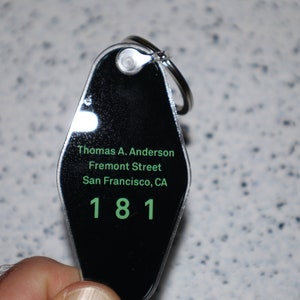 Thomas A. Anderson
Fremont Street
San Francisco, CA
181